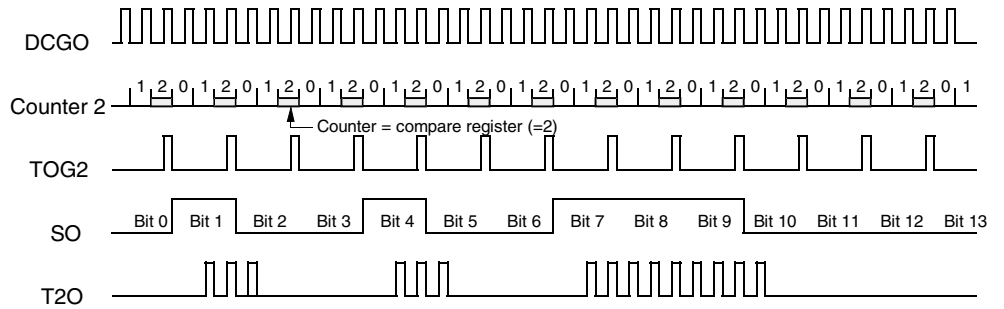 DCGO
Counter 2 1 2 0 1 2 0 1 2 0 1 2 0 1 2 0 1 2 0 1 2 0 1 2 0 1 2 0 1 2 0 1 2 0 1 2 0 1 2 0 1
Counter = compare register (=2)
TOG2
SO Bit 0 Bit 1 Bit 2 Bit 3 Bit 4 Bit 5 Bit 6 Bit 7 Bit 8 Bit 9 Bit 10 Bit 11 Bit 12 Bit 13
T2O